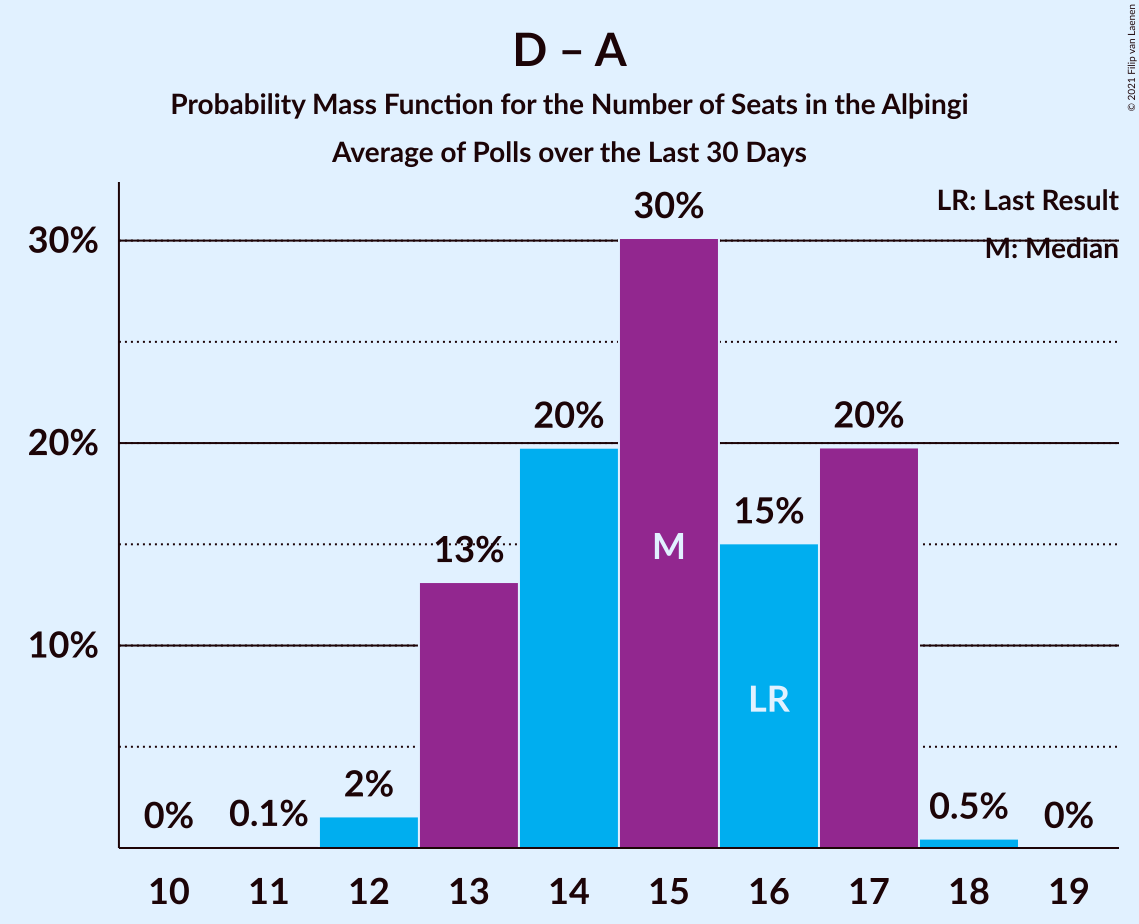 D – A
Probability Mass Function for the Number of Seats in the Alþingi
Average of Polls over the Last 30 Days
© 2021 Filip van Laenen
LR: Last Result
M: Median
30%
20%
10%
0%
0.1%
2%
13%
20%
30%
15%
20%
0.5%
0%
M
LR
10 11 12 13 14 15 16 17 18 19